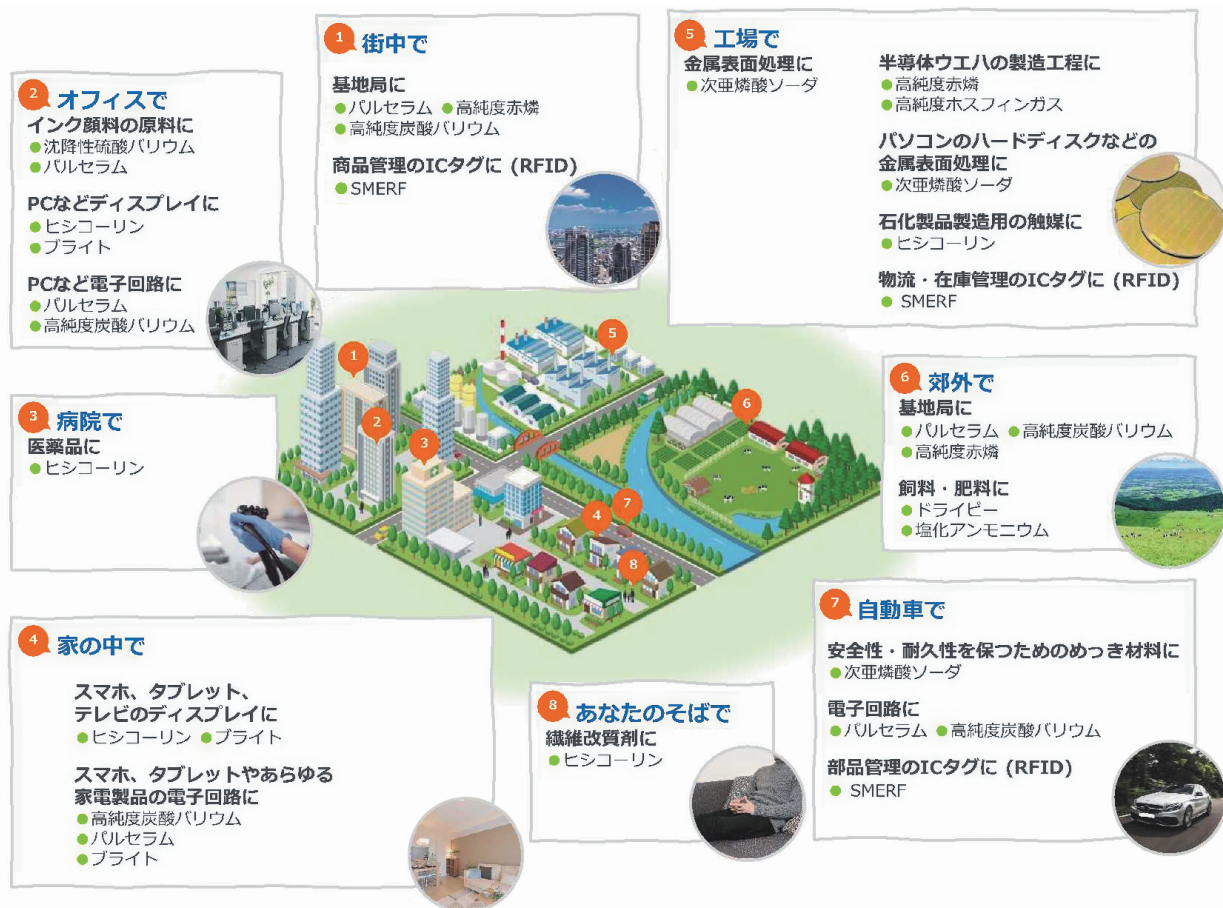 1 街中で
基地局に
●パルセラム ●高純度赤燐
●高純度炭酸バリウム
商品管理のICタグに (RFID)
●SMERF
2 オフィスで
インク顔料の原料に
●沈降性硫酸バリウム
●パルセラム
PCなどディスプレイに
●ヒシコーリン
●ブライト
PCなど電子回路に
●パルセラム
●高純度炭酸バリウム
3 病院で
医薬品に
●ヒシコーリン
4 家の中で
スマホ、タブレット、
テレビのディスプレイに
●ヒシコーリン ●ブライト
スマホ、タブレットやあらゆる
家電製品の電子回路に
●高純度炭酸バリウム
●パルセラム
●ブライト
5 工場で
金属表面処理に
●次亜燐酸ソーダ
半導体ウエハの製造工程に
●高純度赤燐
●高純度ホスフィンガス
パソコンのハードディスクなどの
金属表面処理に
●次亜燐酸ソーダ
石化製品製造用の触媒に
●ヒシコーリン
物流・在庫管理のICタグに (RFID)
● SMERF
6 郊外で
基地局に
●パルセラム ●高純度炭酸バリウム
●高純度赤燐
飼料・肥料に
●ドライビー
●塩化アンモニウム
7 自動車で
安全性・耐久性を保つためのめっき材料に
●次亜燐酸ソーダ
電子回路に
●パルセラム ●高純度炭酸バリウム
部品管理のICタグに (RFID)
● SMERF
8 あなたのそばで
繊維改質剤に
●ヒシコーリン
1
2
3
4
5
6
7
8